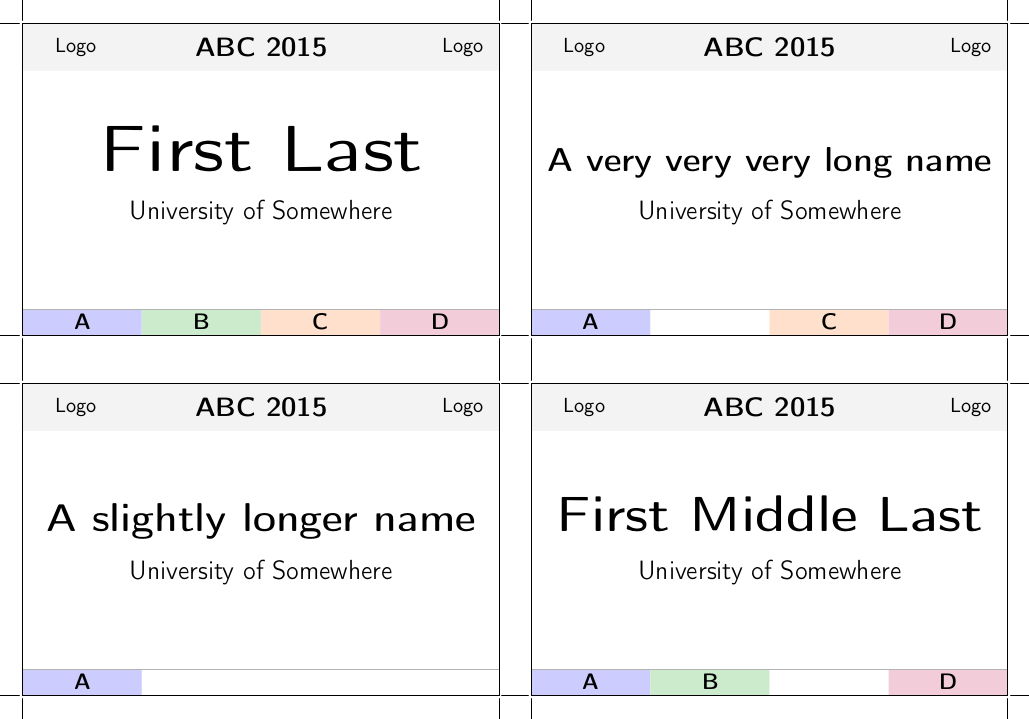 Logo ABC 2015 Logo
First Last
University of Somewhere
A B C D
Logo ABC 2015 Logo
A very very very long name
University of Somewhere
A C D
Logo ABC 2015 Logo
A slightly longer name
University of Somewhere
A
Logo ABC 2015 Logo
First Middle Last
University of Somewhere
A B D